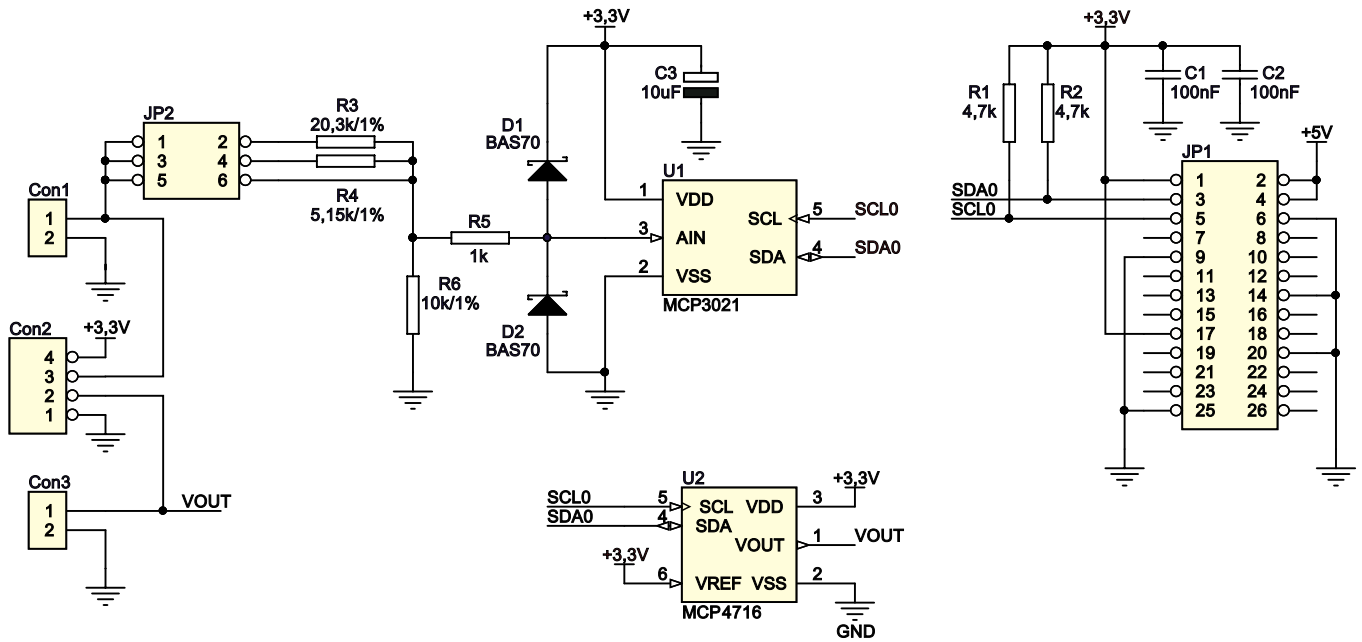 +3,3V
C3
10uF
JP2
R3
20,3k/1%
1 2
3 4
5 6
R4
5,15k/1%
Con1
1
2
D1
BAS70
U1
1 VDD
3 AIN
2 VSS
SCL 5 SCL0
SDA 4 SDA0
MCP3021
R5
1k
R6
10k/1%
D2
BAS70
Con2
+3,3V
4
3
2
1
Con3
1
2
VOUT
U2
SCL0 5 SCL
SDA0 4 SDA
+3,3V
6 VREF
VDD 3 +3,3V
VOUT 1 VOUT
VSS 2
MCP4716
GND
+3,3V
R1
4,7k
R2
4,7k
C1
100nF
C2
100nF
+5V
JP1
SDA0
SCL0
1 2
3 4
5 6
7 8
9 10
11 12
13 14
15 16
17 18
19 20
21 22
23 24
25 26